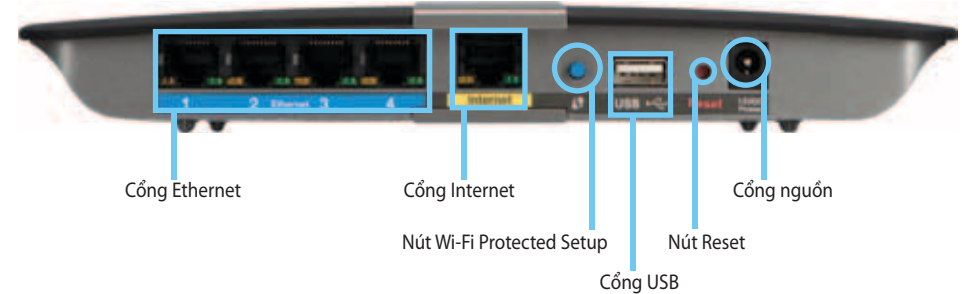 1 2 Ethernet 3 4
Internet
USB
Reset
Cổng Ethernet
Cổng Internet
Cổng nguồn
Nút Wi-Fi Protected Setup
Nút Reset
Cổng USB